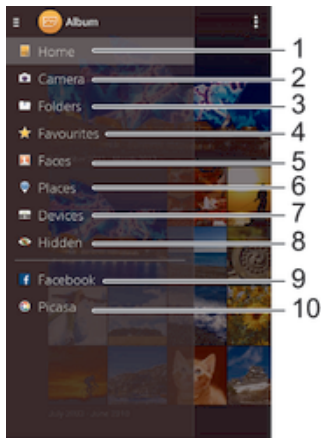 Album
Home 1
Camera 2
Folders 3
Favourites 4
Faces 5
Places 6
Devices 7
Hidden 8
Facebook 9
Picasa 10